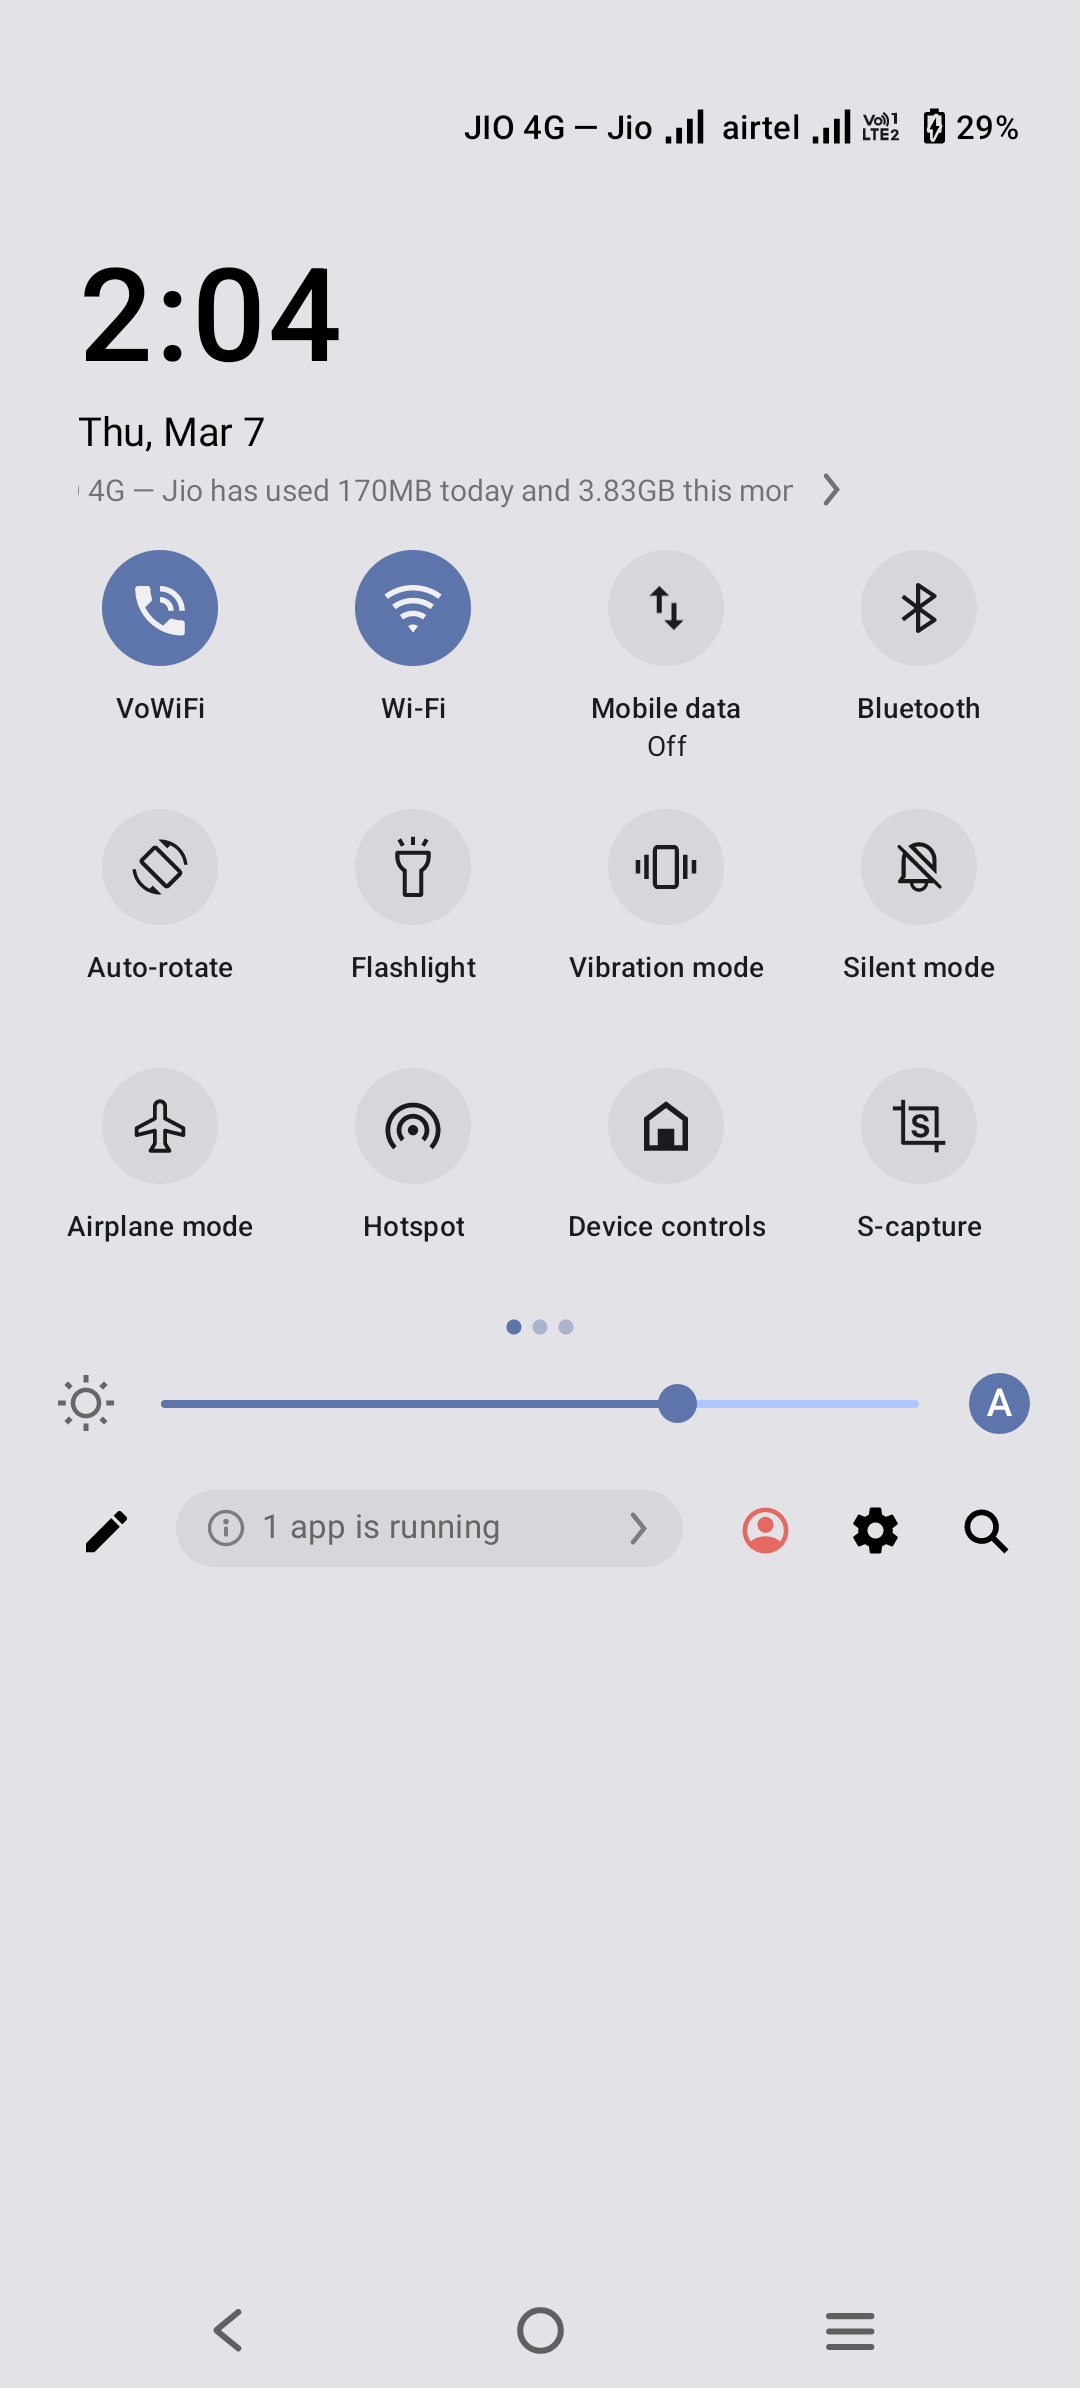 JIO 4G — Jio airtel Vo)) 1 LTE2 29%
2:04
Thu, Mar 7
4G — Jio has used 170MB today and 3.83GB this
VoWiFi Wi-Fi Mobile data Bluetooth
Off
Auto-rotate Flashlight Vibration mode Silent mode
S
Airplane mode Hotspot Device controls S-capture
A
1 app is running